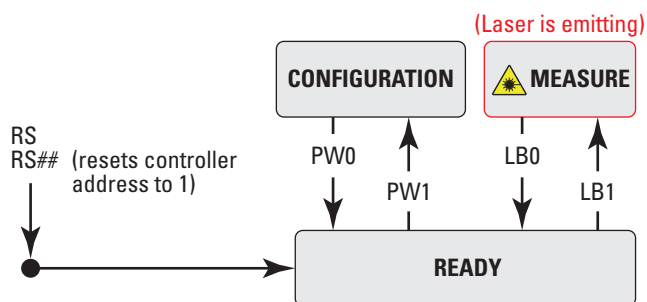 (Laser is emitting)
CONFIGURATION
MEASURE
RS
RS## (resets controller
address to 1)
PW0
LB0
PW1
LB1
READY